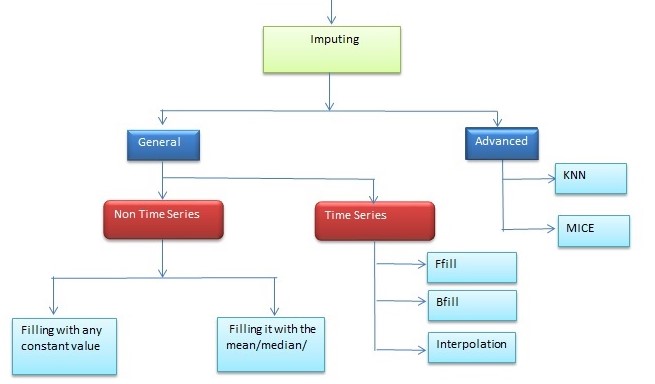 Imputing
General
Advanced
KNN
MICE
Non Time Series
Time Series
Ffill
Bfill
Interpolation
Filling with any
constant value
Filling it with the
mean/median/